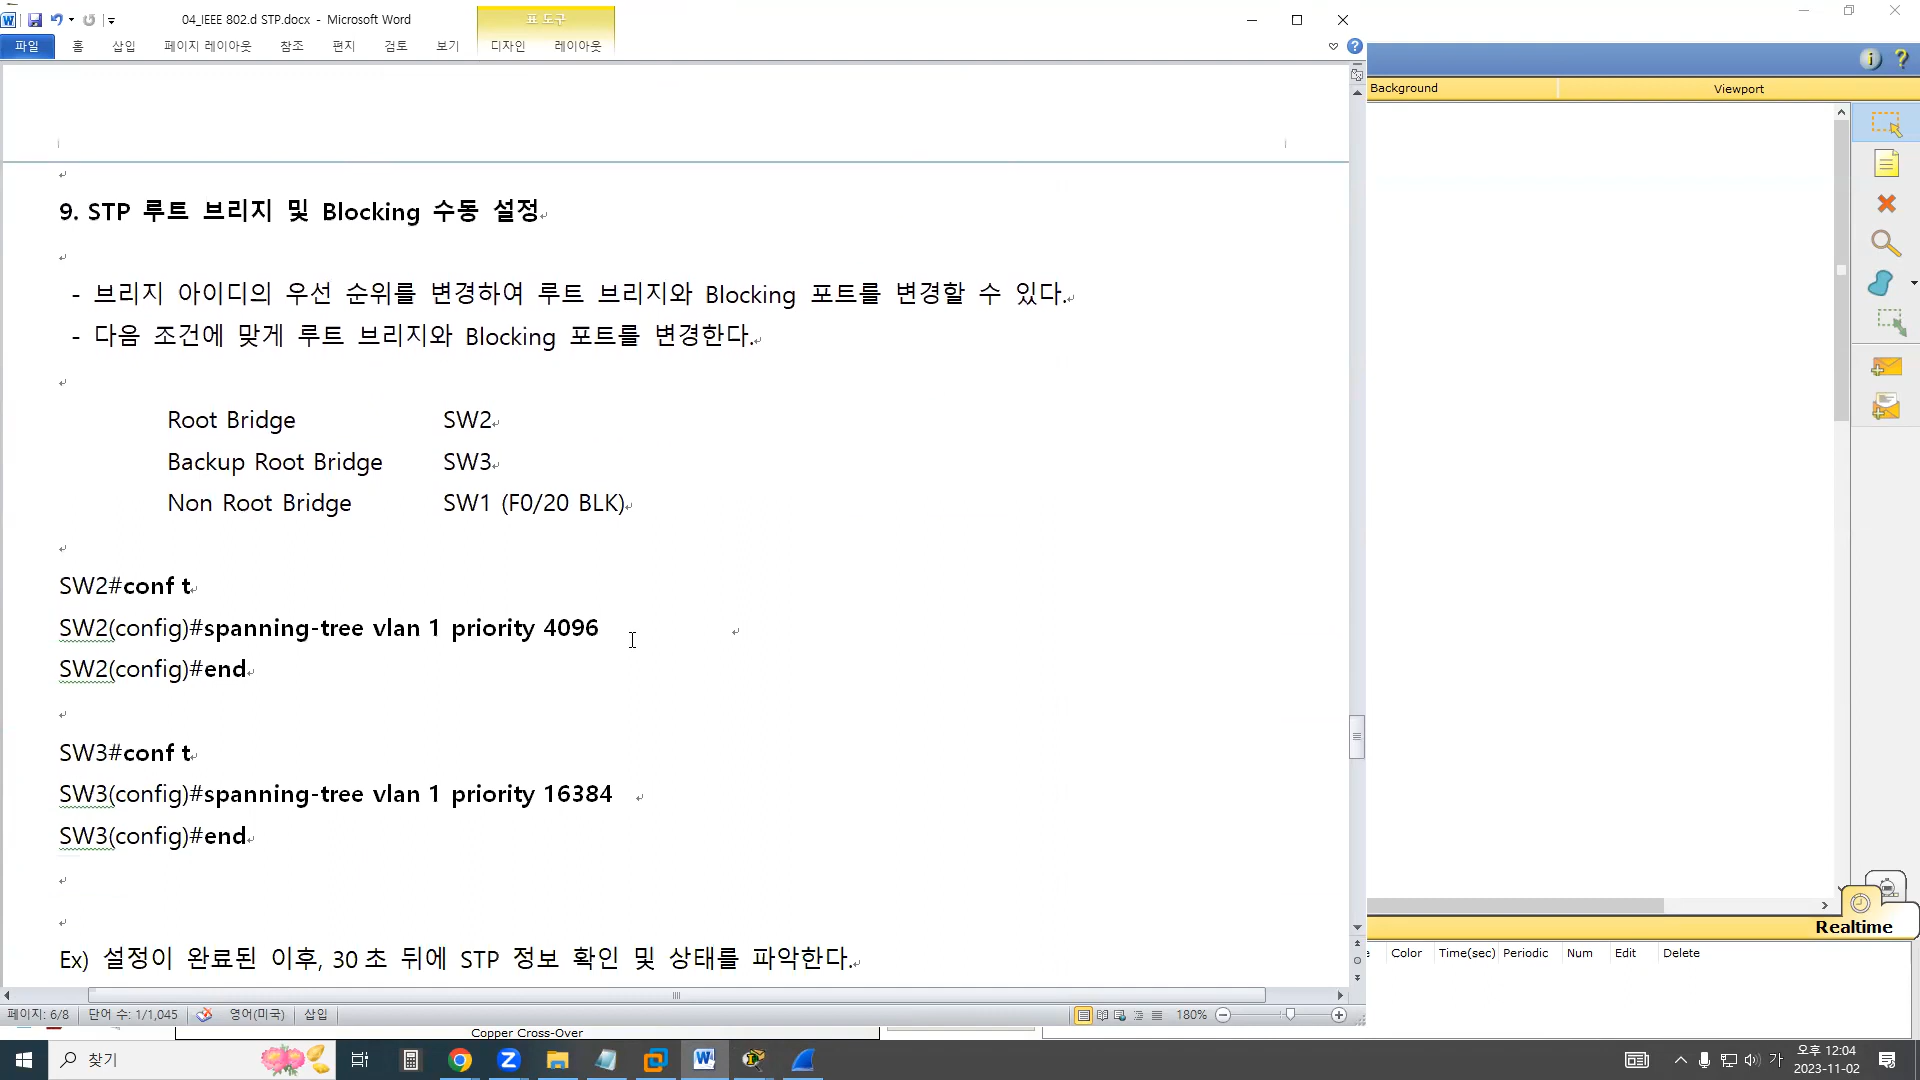 04_IEEE 802.d STP.docx - Microsoft Word
표 도구
파일 홈 삽입 페이지 레이아웃 참조 편지 검토 보기 디자인 레이아웃
Background Viewport
9. STP 루트 브리지 및 Blocking 수동 설정
- 브리지 아이디의 우선 순위를 변경하여 루트 브리지와 Blocking 포트를 변경할 수 있다.
- 다음 조건에 맞게 루트 브리지와 Blocking 포트를 변경한다.
Root Bridge SW2
Backup Root Bridge SW3
Non Root Bridge SW1 (F0/20 BLK)
SW2#conf t
SW2(config)#spanning-tree vlan 1 priority 4096
SW2(config)#end
SW3#conf t
SW3(config)#spanning-tree vlan 1 priority 16384
SW3(config)#end
Ex) 설정이 완료된 이후, 30초 뒤에 STP 정보 확인 및 상태를 파악한다.
Realtime
Color Time(sec) Periodic Num Edit Delete
페이지: 6/8 단어 수: 1/1,045 영어(미국) 삽입 180%
Copper Cross-Over
찾기
가
오후 12:04
2023-11-02